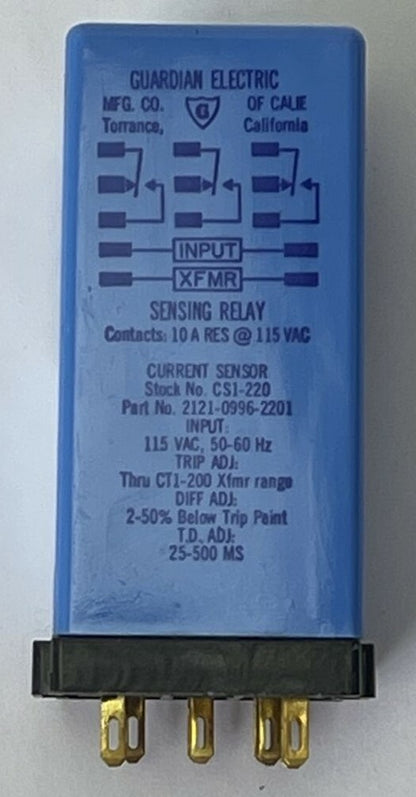 GUARDIAN ELECTRIC
MFG. CO. G OF CALIF
Torrance, California
INPUT
XFMR
SENSING RELAY
Contacts: 10 A RES @ 115 VAC
CURRENT SENSOR
Stock No. CS1-220
Part No. 2121-0996-2201
INPUT:
115 VAC, 50-60 Hz
TRIP ADJ:
Thru CT1-200 Xfmr range
DIFF ADJ:
2-50% Below Trip Point
T.D. ADJ:
25-500 MS